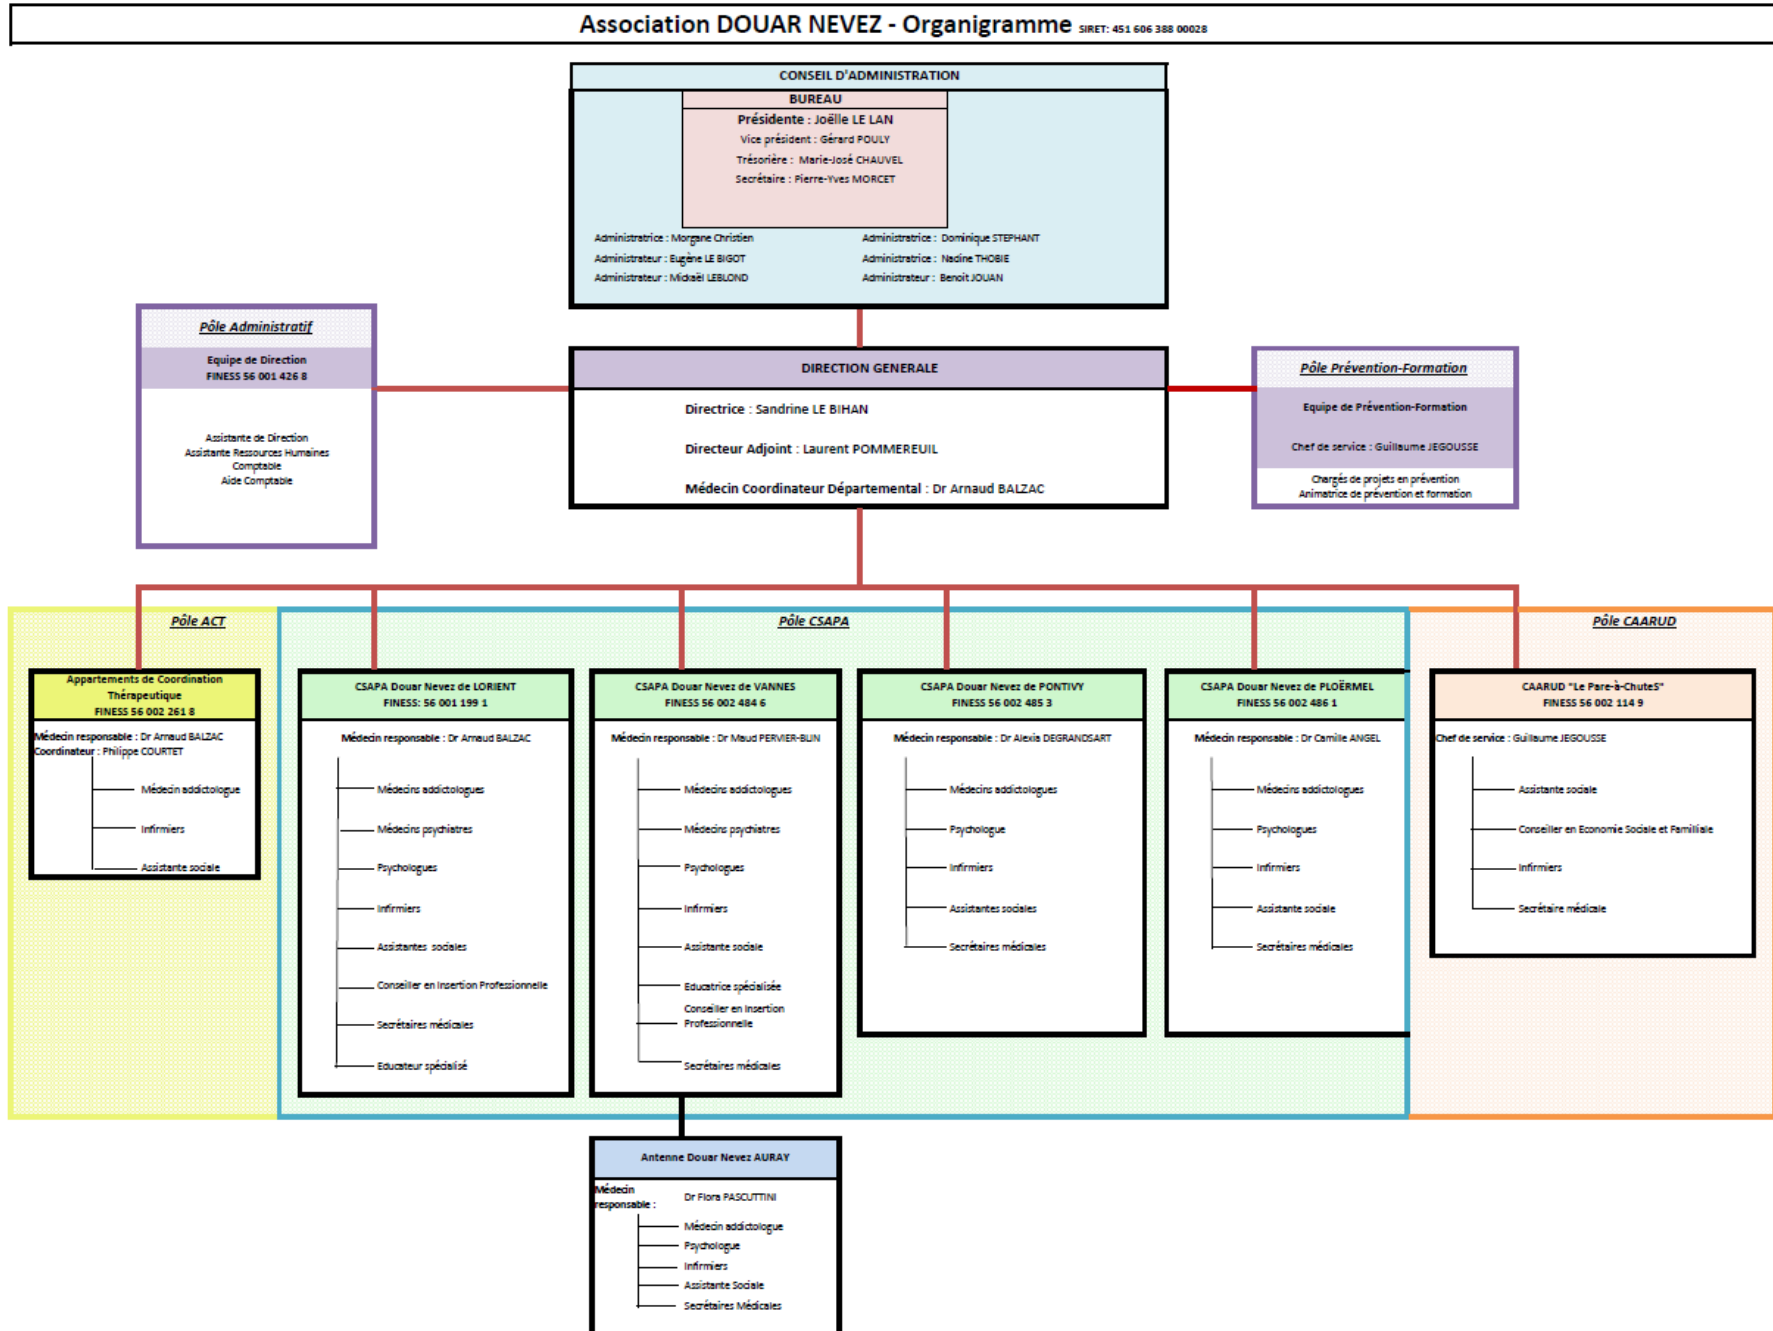 Association DOUAR NEVEZ - Organigramme SIRET: 451 606 388 00028
CONSEIL D'ADMINISTRATION
BUREAU
Présidente : Joëlle LE LAN
Vice président : Gérard POULY
Trésorière : Marie-José CHAUVEL
Secrétaire : Pierre-Yves MORCET
Administratrice : Morgane Christien
Administratrice : Dominique STEPHANT
Administrateur : Eugène LE BIGOT
Administratrice : Nadine THOBIE
Administrateur : Mickaël LEBLOND
Administrateur : Benoit JOUAN
Pôle Administratif
Equipe de Direction
FINESS 56 001 426 8
Assistante de Direction
Assistante Ressources Humaines
Comptable
Aide Comptable
DIRECTION GENERALE
Directrice : Sandrine LE BIHAN
Directeur Adjoint : Laurent POMMEREUIL
Médecin Coordinateur Départemental : Dr Arnaud BALZAC
Pôle Prévention-Formation
Equipe de Prévention-Formation
Chef de service : Guillaume JEGOUSSE
Chargés de projets en prévention
Animatrice de prévention et formation
Pôle ACT
Appartements de Coordination
Thérapeutique
FINESS 56 002 261 8
Médecin responsable : Dr Arnaud BALZAC
Coordinateur : Philippe COURTET
Médecin addictologue
Infirmiers
Assistante sociale
Pôle CSAPA
CSAPA Douar Nevez de LORIENT
FINESS: 56 001 199 1
Médecin responsable : Dr Arnaud BALZAC
Médecins addictologues
Médecins psychiatres
Psychologues
Infirmiers
Assistantes sociales
Conseiller en Insertion Professionnelle
Secrétaires médicales
Educateur spécialisé
CSAPA Douar Nevez de VANNES
FINESS 56 002 484 6
Médecin responsable : Dr Maud PERVIER-BLIN
Médecins addictologues
Médecins psychiatres
Psychologues
Infirmiers
Assistante sociale
Educatrice spécialisée
Conseiller en Insertion
Professionnelle
Secrétaires médicales
CSAPA Douar Nevez de PONTIVY
FINESS 56 002 485 3
Médecin responsable : Dr Alexia DEGRANDSART
Médecins addictologues
Psychologue
Infirmiers
Assistantes sociales
Secrétaires médicales
CSAPA Douar Nevez de PLOËRMEL
FINESS 56 002 486 1
Médecin responsable : Dr Camille ANGEL
Médecins addictologues
Psychologues
Infirmiers
Assistante sociale
Secrétaires médicales
Pôle CAARUD
CAARUD "Le Pare-à-ChuteS"
FINESS 56 002 114 9
Chef de service : Guillaume JEGOUSSE
Assistante sociale
Conseiller en Economie Sociale et Familliale
Infirmiers
Secrétaire médicale
Antenne Douar Nevez AURAY
Médecin
responsable : Dr Flora PASCUTTINI
Médecin addictologue
Psychologue
Infirmiers
Assistante Sociale
Secrétaires Médicales